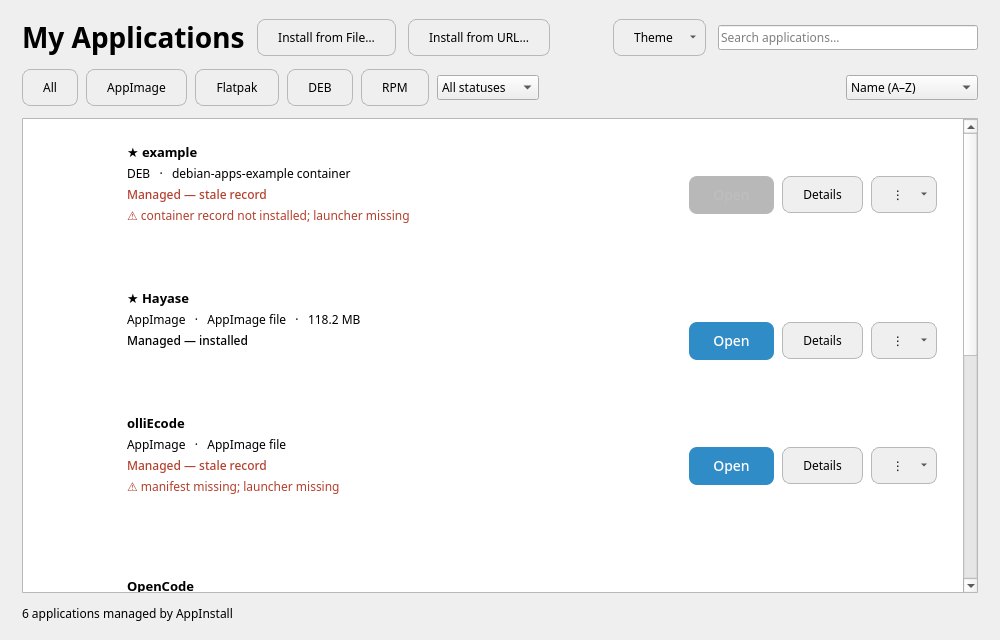 My Applications
Install from File...
Install from URL...
Theme
Search applications...
All
AppImage
Flatpak
DEB
RPM
All statuses
Name (A–Z)
★ example
DEB · debian-apps-example container
Managed — stale record
⚠ container record not installed; launcher missing
Open
Details
⋮
★ Hayase
AppImage · AppImage file · 118.2 MB
Managed — installed
Open
Details
⋮
olliEcode
AppImage · AppImage file
Managed — stale record
⚠ manifest missing; launcher missing
Open
Details
⋮
OpenCode
6 applications managed by AppInstall